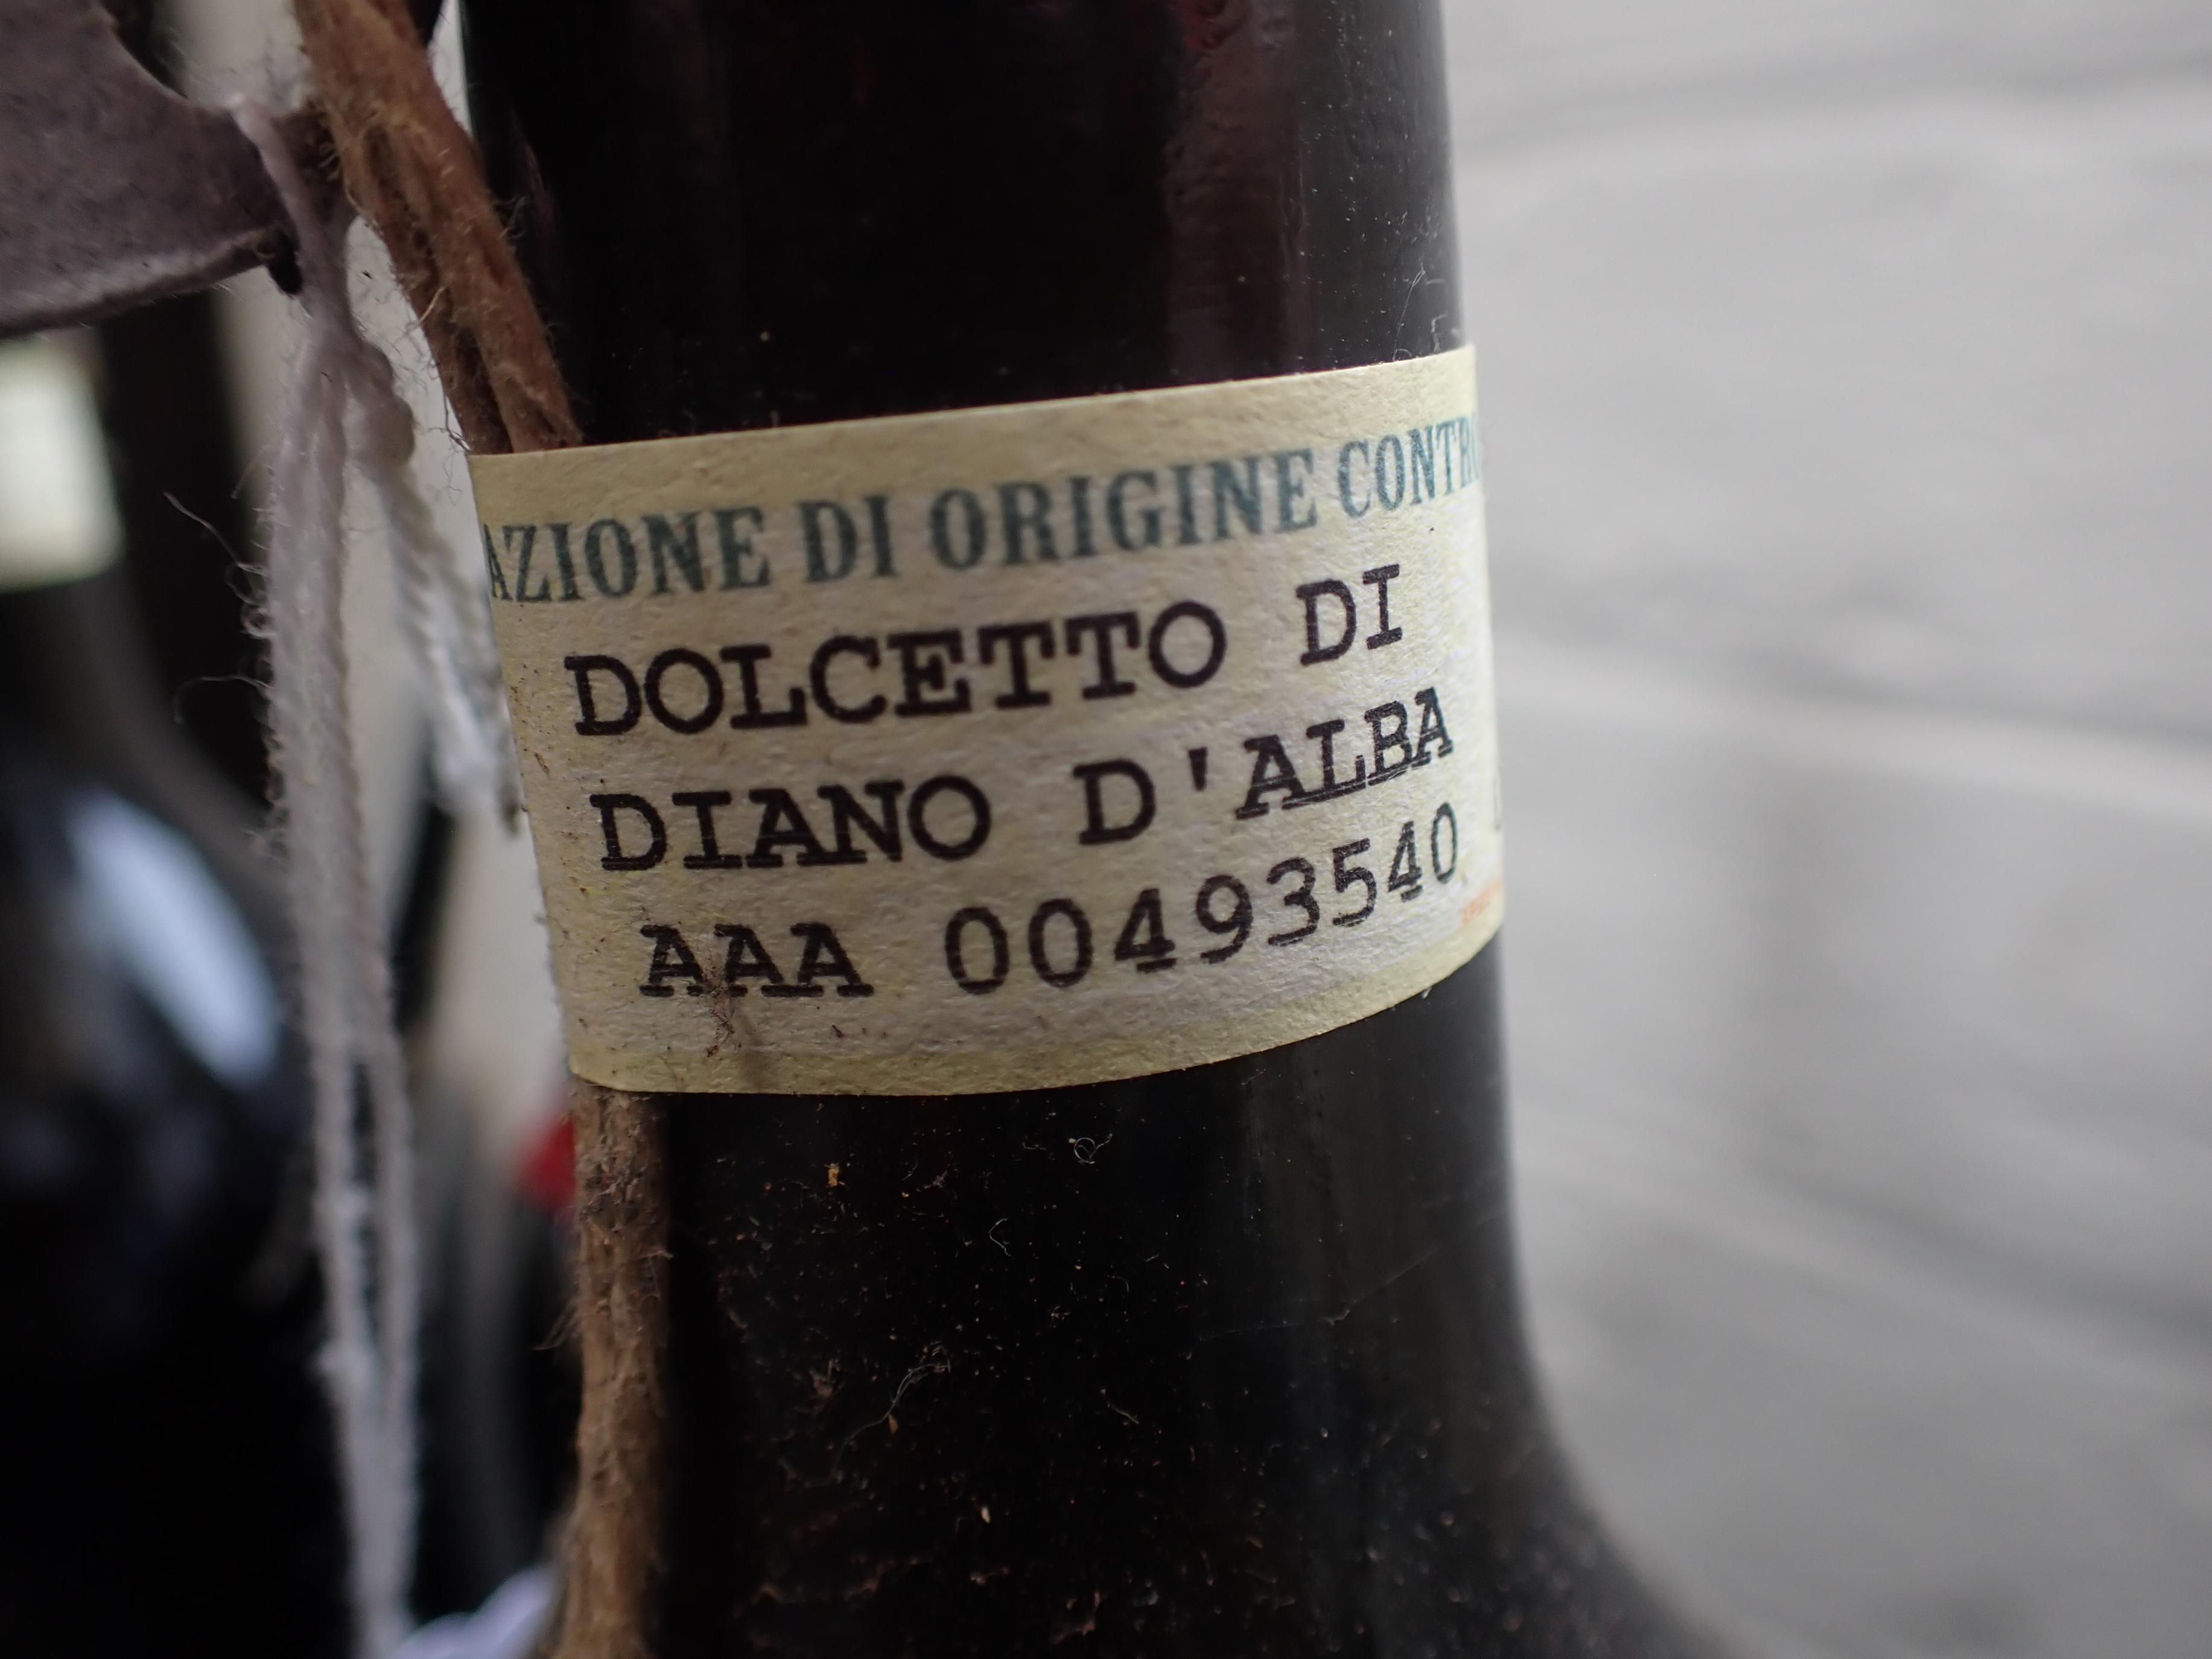 AZIONE DI ORIGINE CONTRO
DOLCETTO DI
DIANO D'ALBA
AAA 00493540